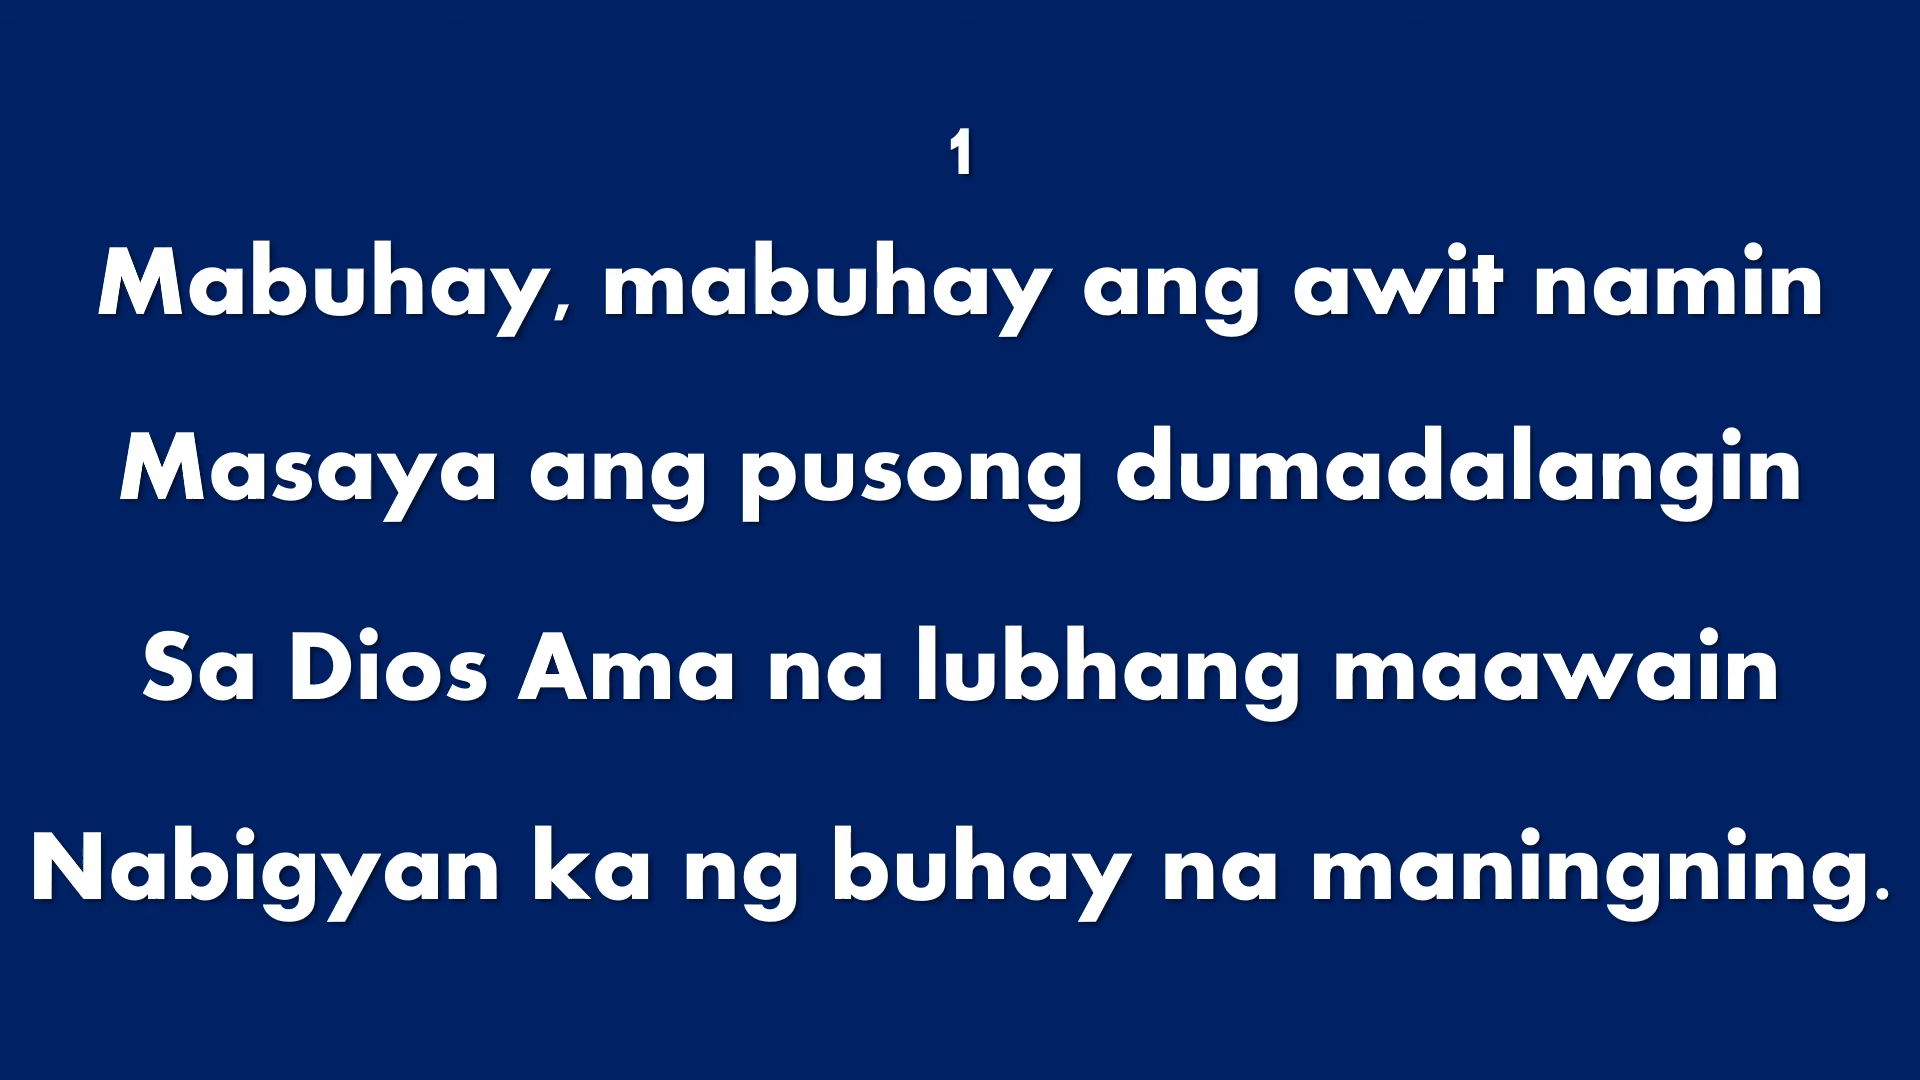 1
Mabuhay, mabuhay ang awit namin
Masaya ang pusong dumadalangin
Sa Dios Ama na lubhang maawain
Nabigyan ka ng buhay na maningning.